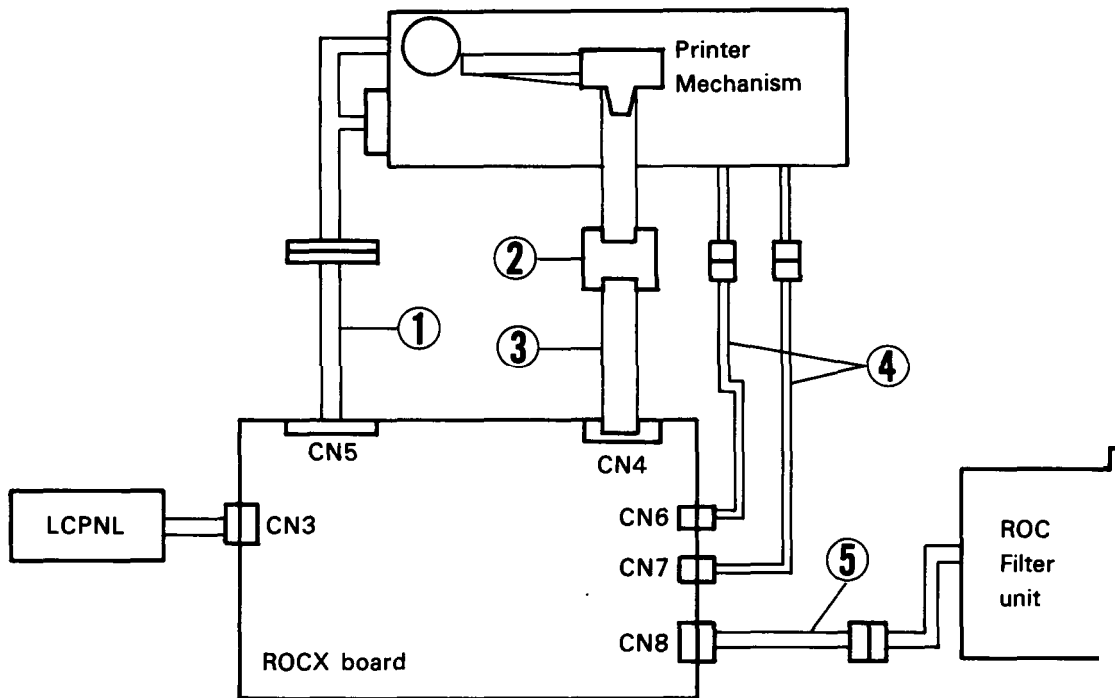 Printer
Mechanism
②
①
③
④
CN5
CN4
LCPNL
CN3
CN6
ROC
Filter
unit
CN7
⑤
CN8
ROCX board